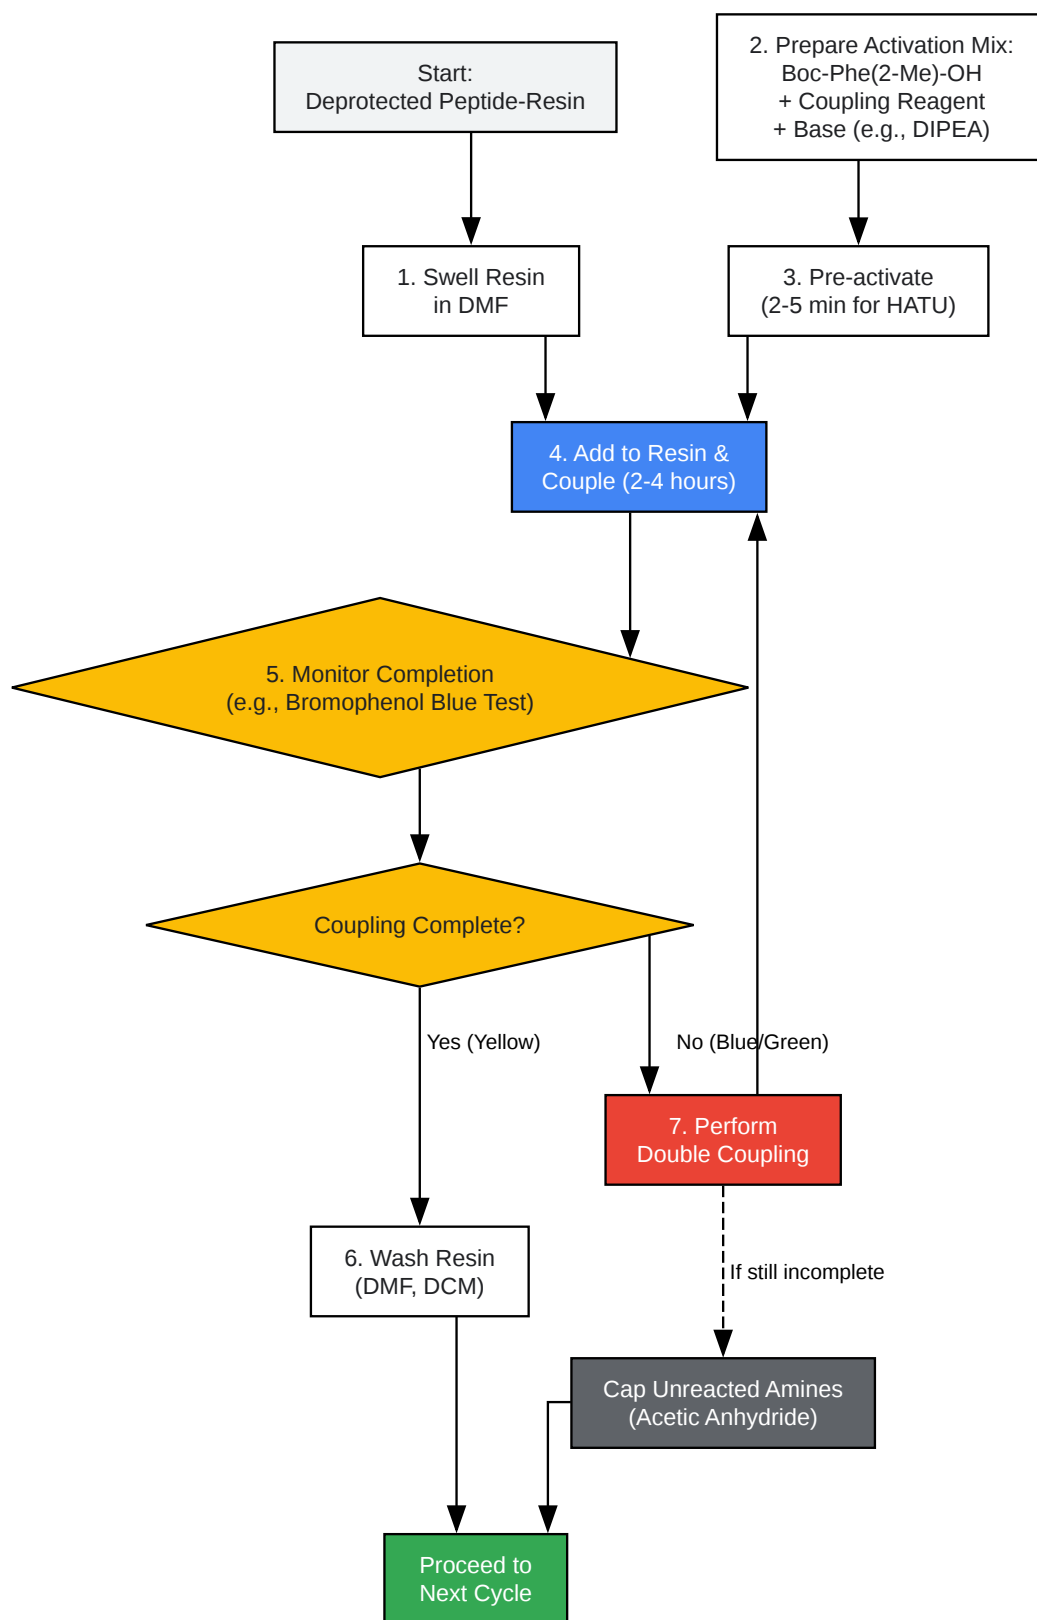 Start:
Deprotected Peptide-Resin
2. Prepare Activation Mix:
Boc-Phe(2-Me)-OH
+ Coupling Reagent
+ Base (e.g., DIPEA)
1. Swell Resin
in DMF
3. Pre-activate
(2-5 min for HATU)
4. Add to Resin &
Couple (2-4 hours)
5. Monitor Completion
(e.g., Bromophenol Blue Test)
Coupling Complete?
Yes (Yellow)
No (Blue/Green)
7. Perform
Double Coupling
6. Wash Resin
(DMF, DCM)
If still incomplete
Cap Unreacted Amines
(Acetic Anhydride)
Proceed to
Next Cycle